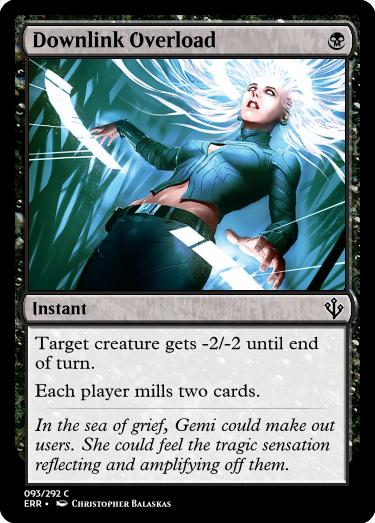 Downlink Overload
Instant
Target creature gets -2/-2 until end
of turn.
Each player mills two cards.
In the sea of grief, Gemi could make out
users. She could feel the tragic sensation
reflecting and amplifying off them.
093/292 C
ERR • Christopher Balaskas